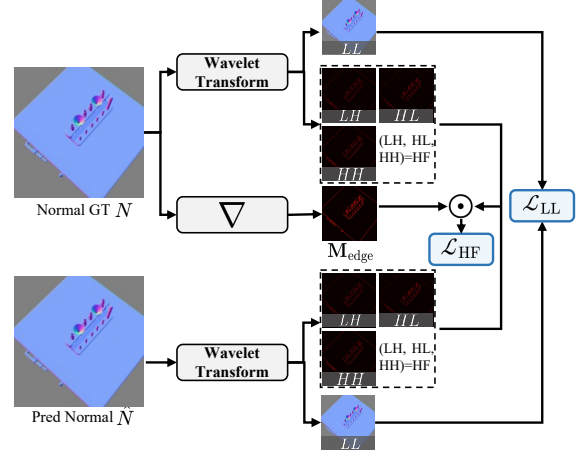 Wavelet
Transform
LL
LH
HL
HH
(LH, HL,
HH)=HF
Normal GT N
∇
M_edge
⊙
ℒ_HF
ℒ_LL
Wavelet
Transform
LH
HL
HH
(LH, HL,
HH)=HF
Pred Normal N̂
LL